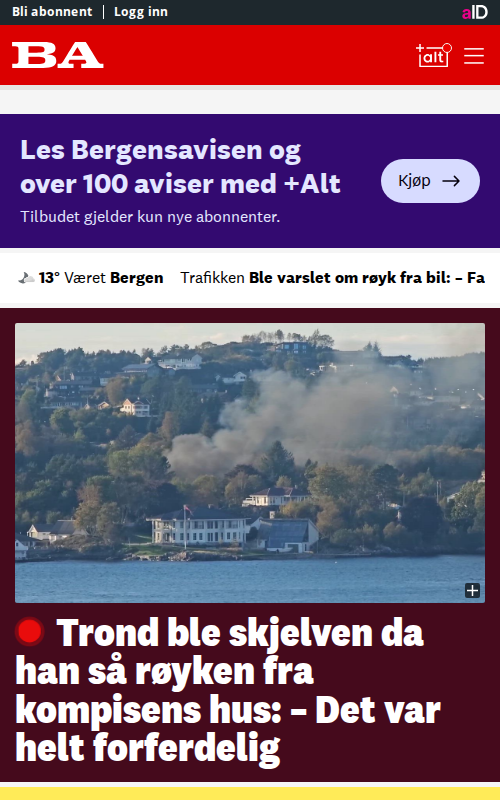 Bli abonnent | Logg inn
aID
BA
+alt
Les Bergensavisen og
over 100 aviser med +Alt
Tilbudet gjelder kun nye abonnenter.
Kjøp
13° Været Bergen Trafikken Ble varslet om røyk fra bil: – Fa
Trond ble skjelven da
han så røyken fra
kompisens hus: – Det var
helt forferdelig